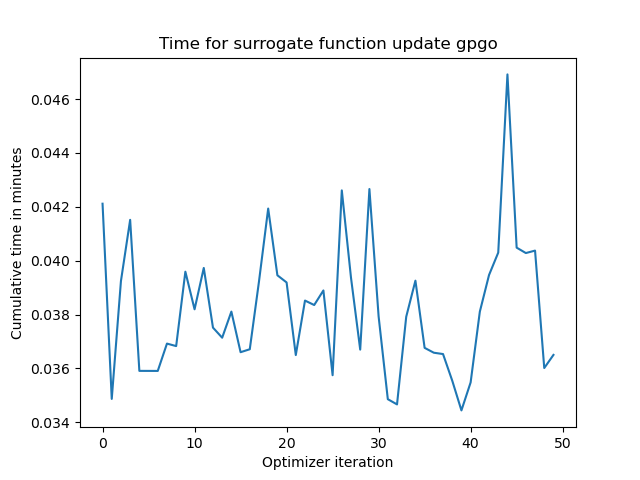 Time for surrogate function update gpgo
Cumulative time in minutes
0.046
0.044
0.042
0.040
0.038
0.036
0.034
0 10 20 30 40 50
Optimizer iteration